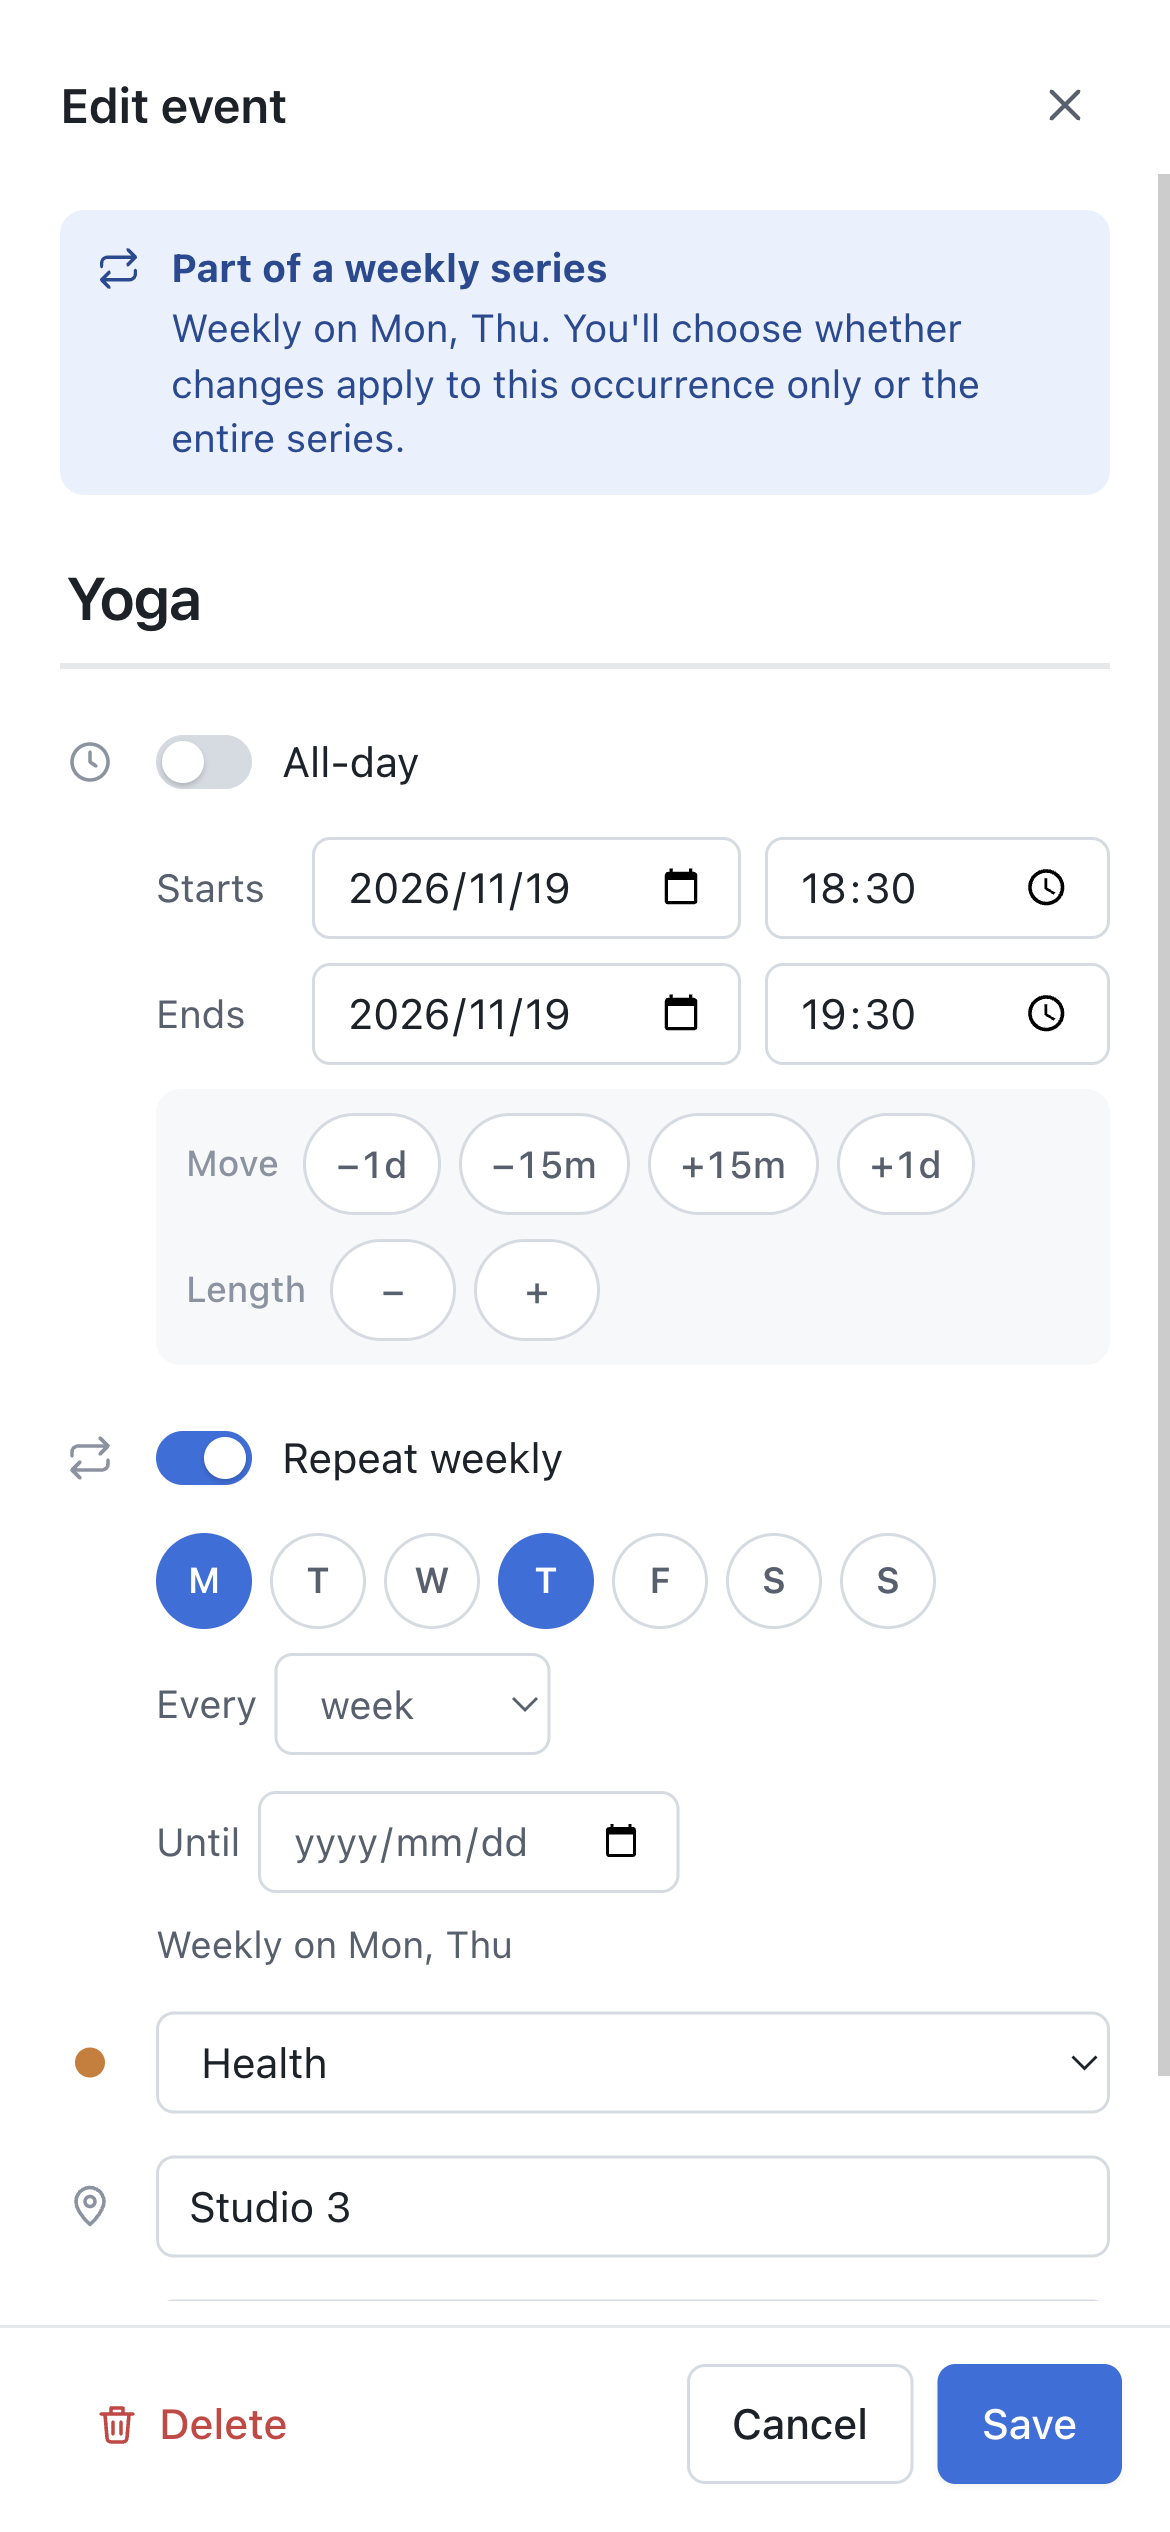 Edit event
Part of a weekly series
Weekly on Mon, Thu. You'll choose whether
changes apply to this occurrence only or the
entire series.
Yoga
All-day
Starts 2026/11/19 18:30
Ends 2026/11/19 19:30
Move −1d −15m +15m +1d
Length − +
Repeat weekly
M T W T F S S
Every week
Until yyyy/mm/dd
Weekly on Mon, Thu
Health
Studio 3
Delete Cancel Save